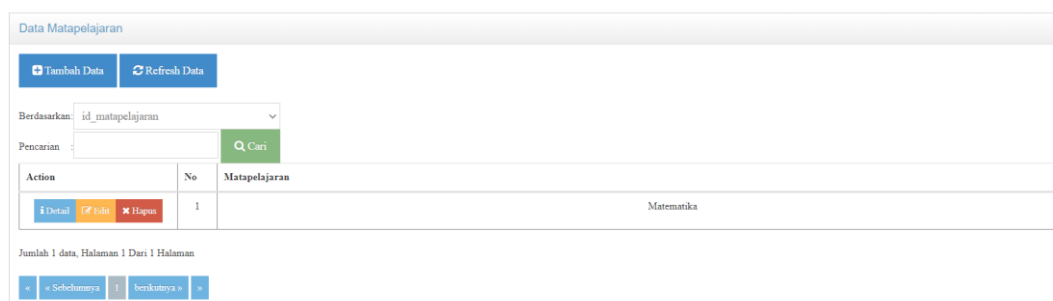 Data Matapelajaran
Tambah Data Refresh Data
Berdasarkan: id_matapelajaran
Pencarian : Cari
Action No Matapelajaran
Detail Edit Hapus 1 Matematika
Jumlah 1 data, Halaman 1 Dari 1 Halaman
« « Sebelumnya 1 berikutnya » »